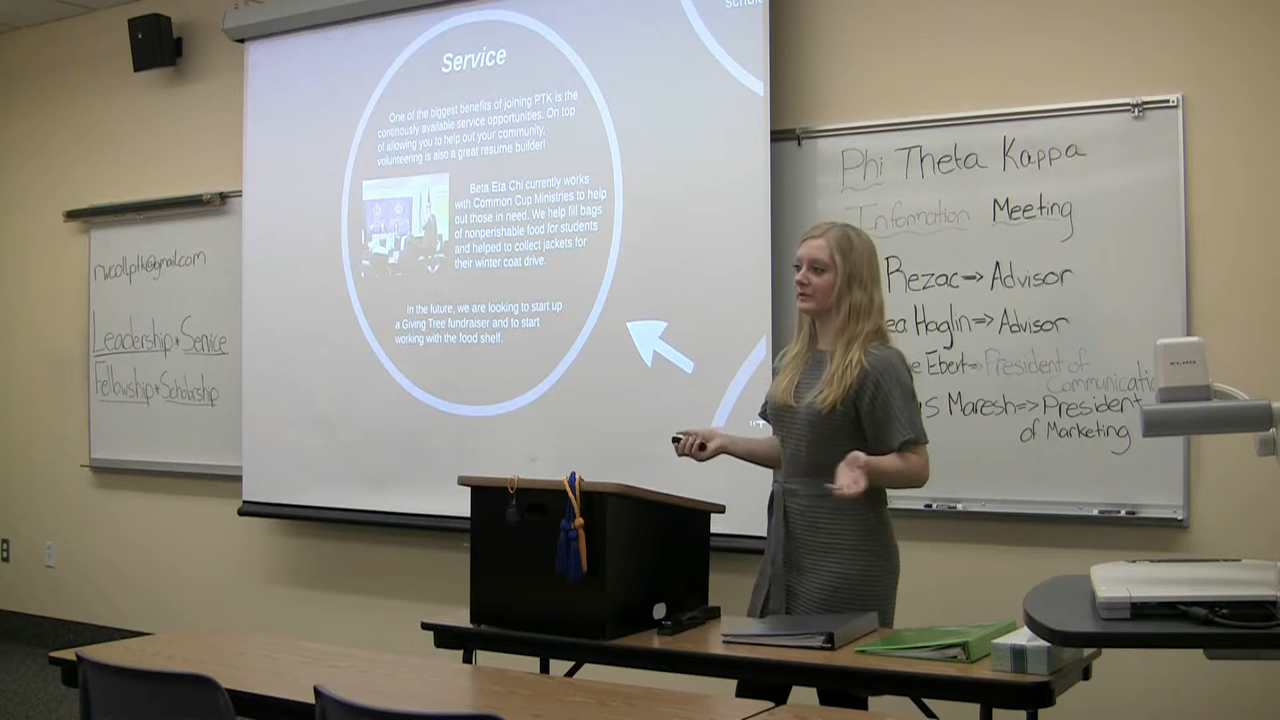 rwcollptk@gmail.com
Leadership * Service
Fellowship * Scholarship
Service
One of the biggest benefits of joining PTK is the
continously available service opportunities. On top
of allowing you to help out your community,
volunteering is also a great resume builder!
Beta Eta Chi currently works
with Common Cup Ministries to help
out those in need. We help fill bags
of nonperishable food for students
and helped to collect jackets for
their winter coat drive.
In the future, we are looking to start up
a Giving Tree fundraiser and to start
working with the food shelf.
Phi Theta Kappa
Information Meeting
Rezac=> Advisor
Hoglin=> Advisor
Ebert=> President of
Communicatio
Maresh=> President
of Marketing
ELMO